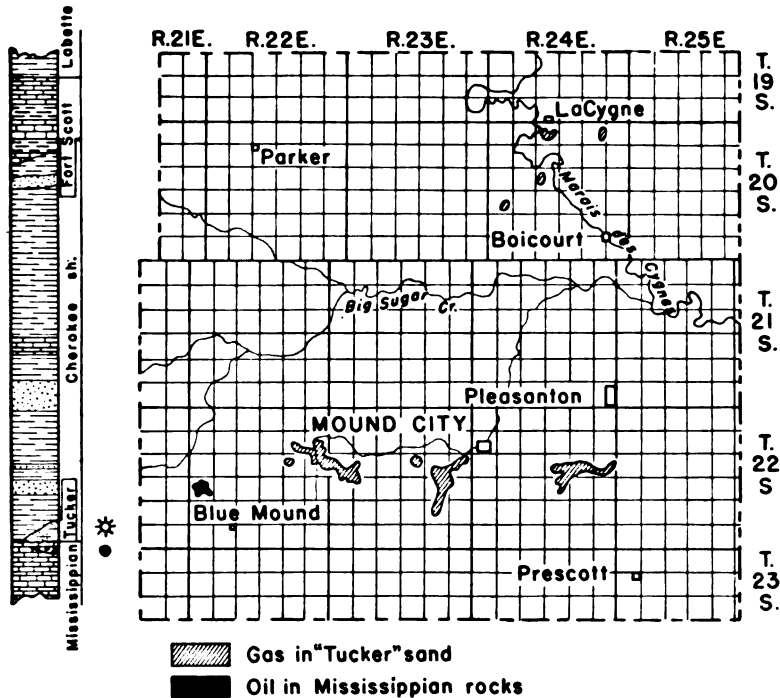 R.21E. R.22E. R.23E. R.24E. R.25E
T.
19
S.
T.
20
S.
T.
21
S.
T.
22
S
T.
23
S.
LaCygne
Parker
Marais des Cygnes
Boicourt
Big Sugar Cr.
Pleasanton
MOUND CITY
Blue Mound
Prescott
Labette
Fort Scott
Cherokee sh.
Tucker
Mississippian
Gas in "Tucker" sand
Oil in Mississippian rocks